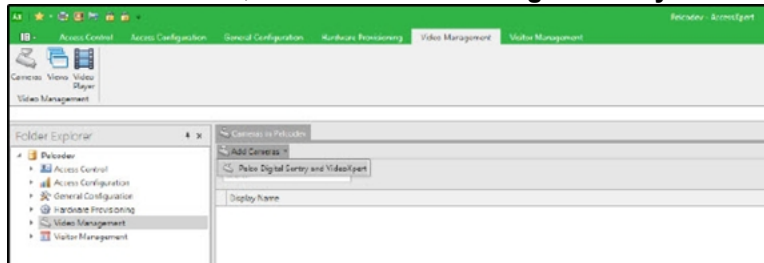 Pelcodev - AccessXpert
Access Control Access Configuration General Configuration Hardware Provisioning Video Management Visitor Management
Cameras Views Video Player
Video Management
Folder Explorer
Cameras in Pelcodev
Pelcodev
Add Cameras
Access Control
Pelco Digital Sentry and VideoXpert
Access Configuration
General Configuration
Display Name
Hardware Provisioning
Video Management
Visitor Management